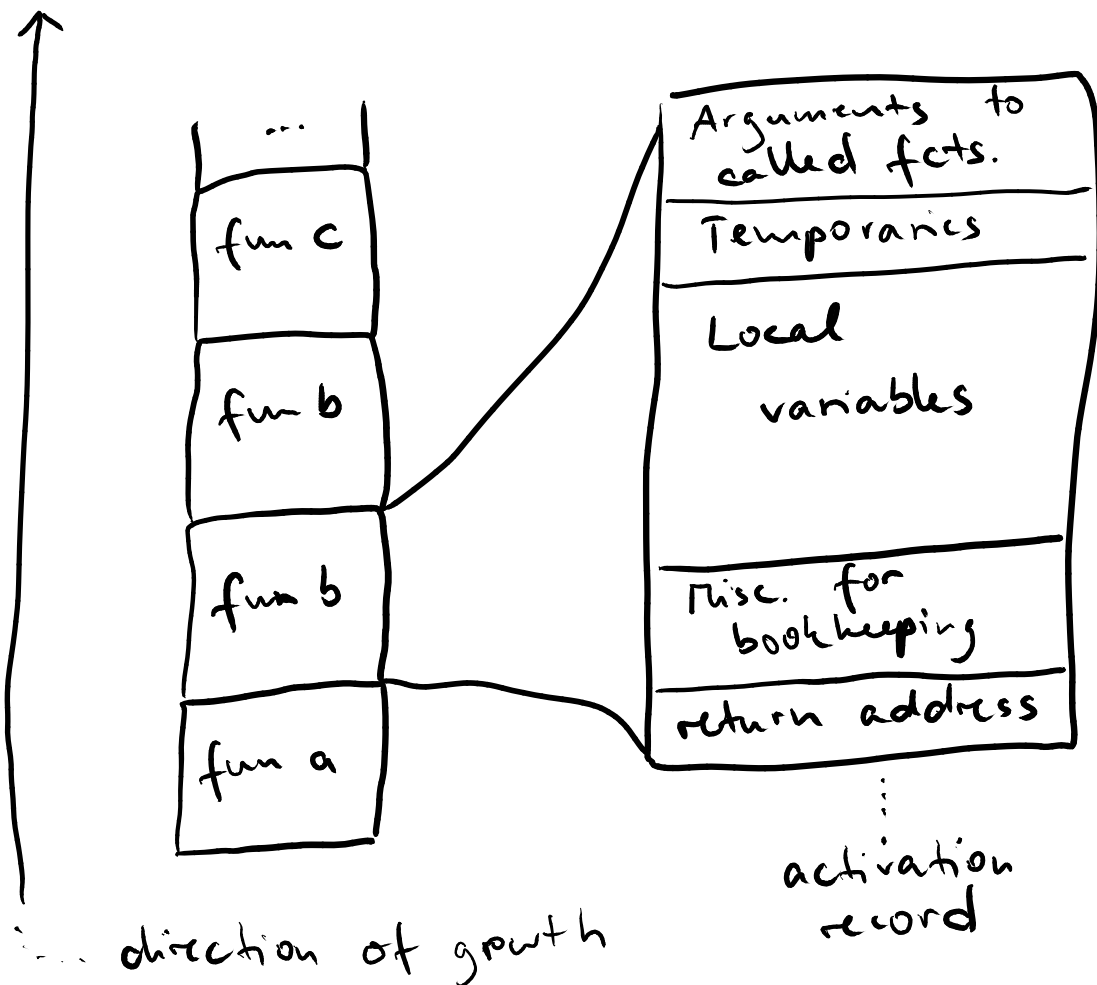 ...
fun c
fun b
fun b
fun a
direction of growth
Arguments to
called fcts.
Temporaries
Local
variables
Misc. for
bookkeeping
return address
activation
record